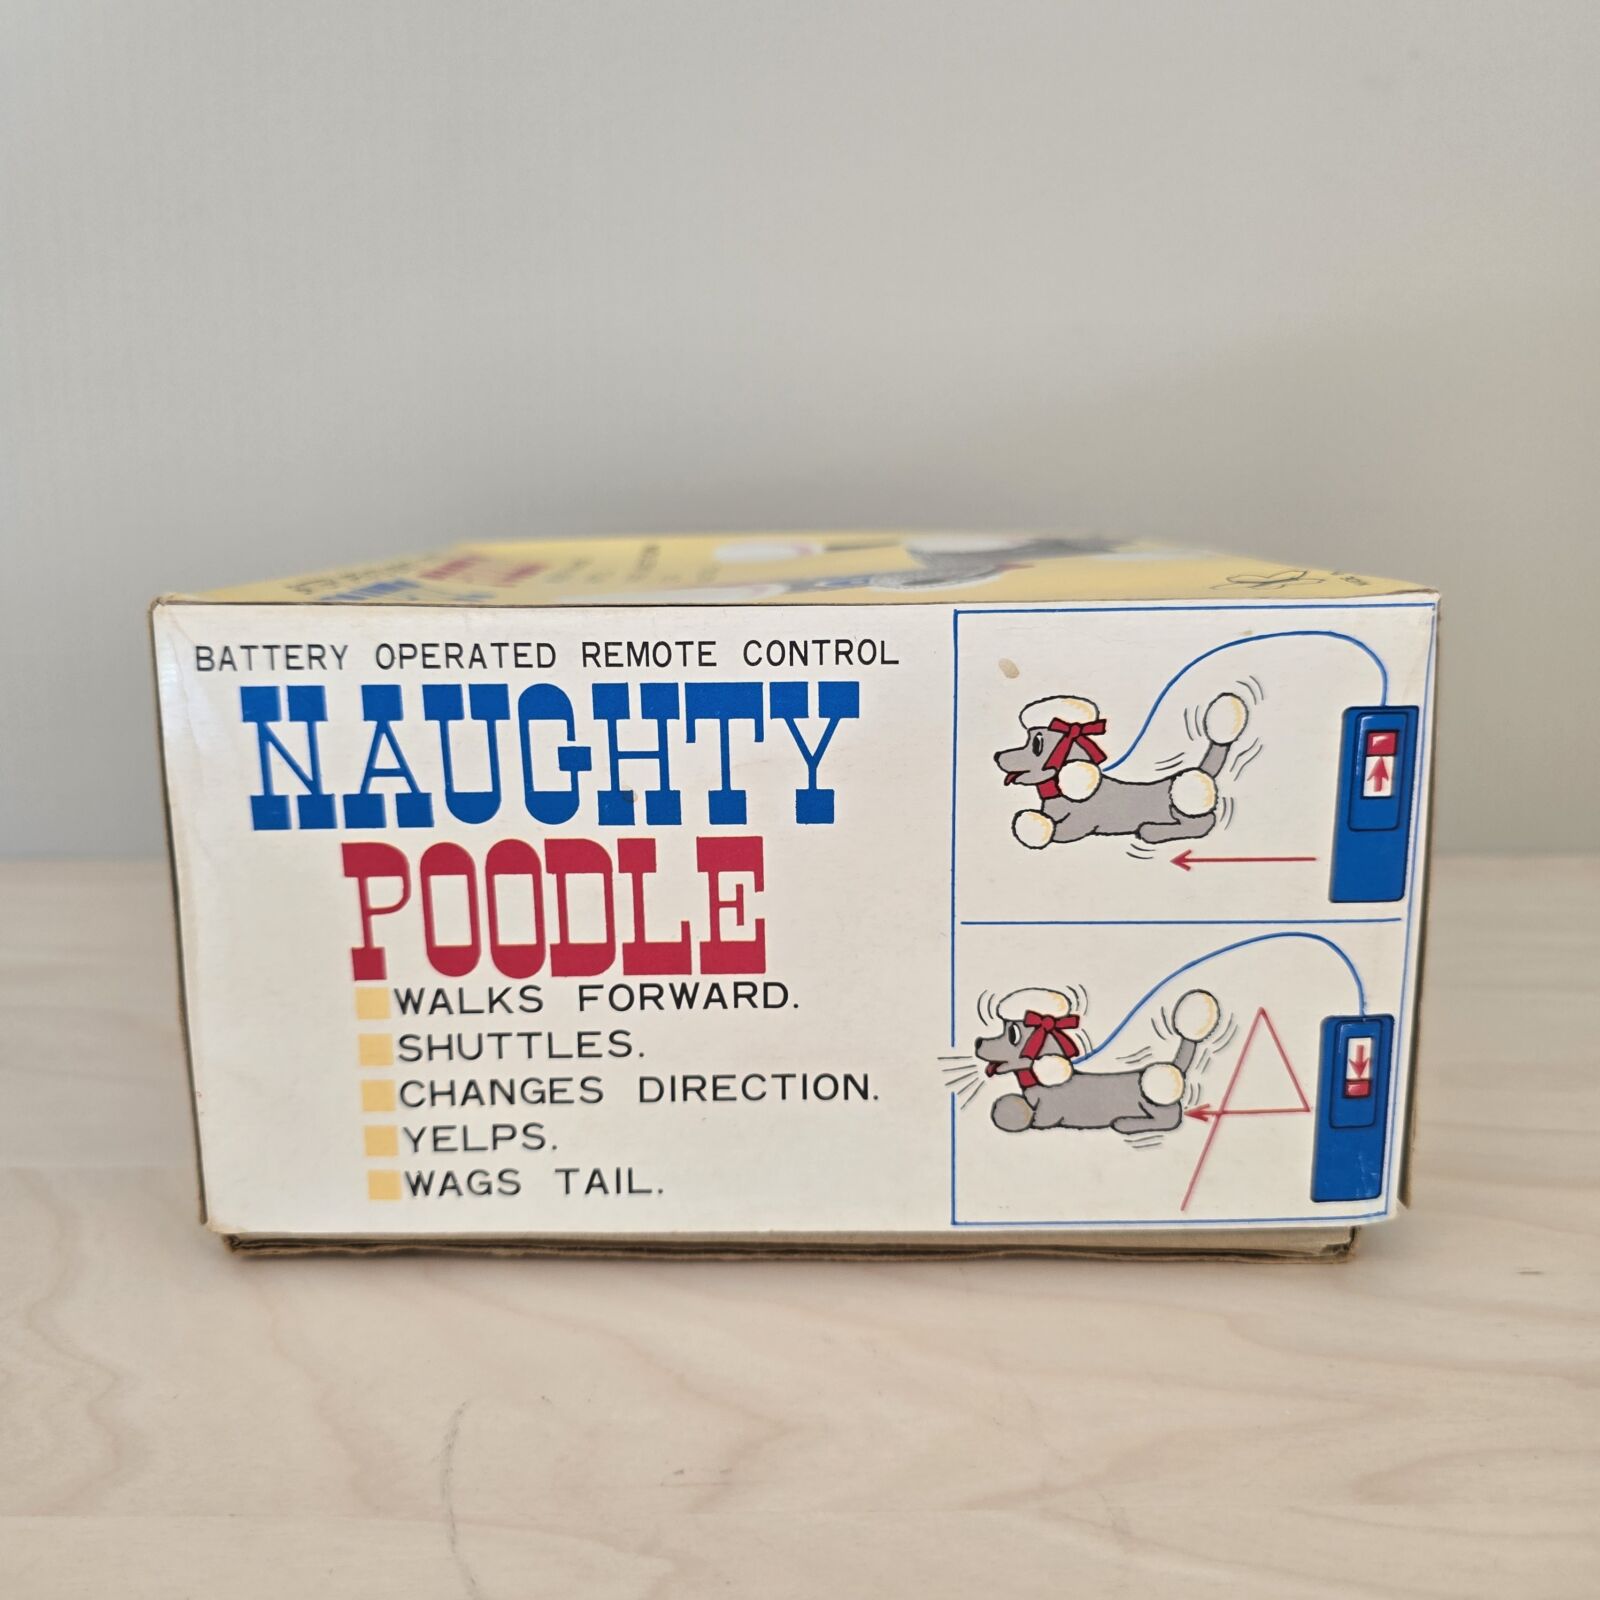 BATTERY OPERATED REMOTE CONTROL
NAUGHTY
POODLE
WALKS FORWARD.
SHUTTLES.
CHANGES DIRECTION.
YELPS.
WAGS TAIL.